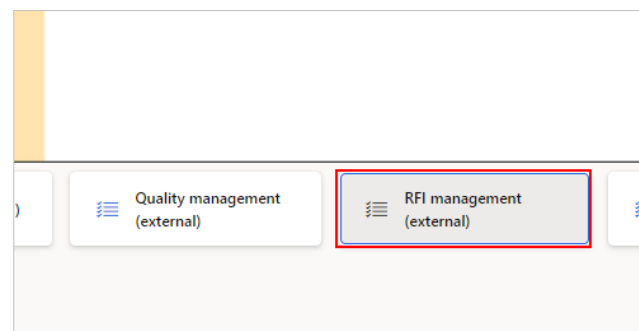 )
Quality management
(external)
RFI management
(external)